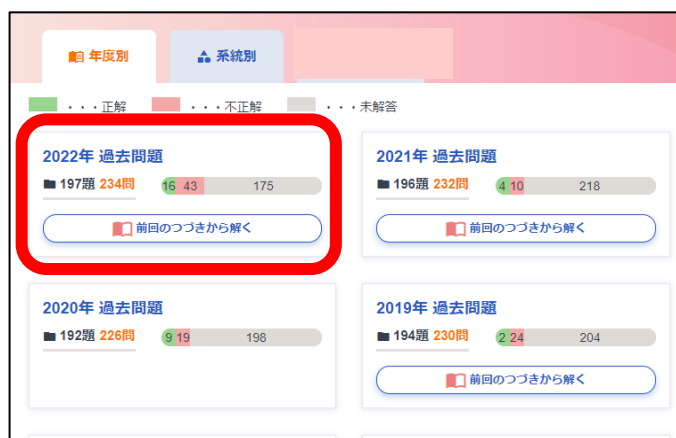 年度別 系統別
・・・正解 ・・・不正解 ・・・未解答
2022年 過去問題
197題 234問 16 43 175
前回のつづきから解く
2021年 過去問題
196題 232問 4 10 218
前回のつづきから解く
2020年 過去問題
192題 226問 9 19 198
2019年 過去問題
194題 230問 2 24 204
前回のつづきから解く